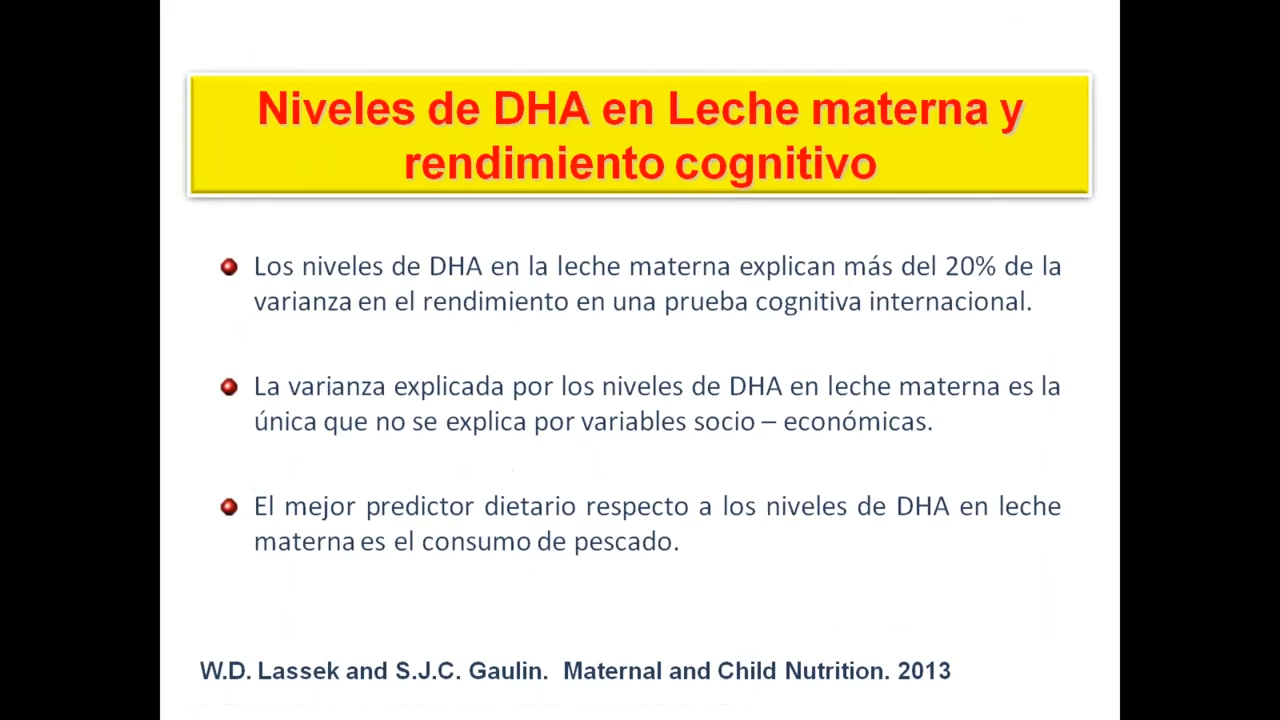 Niveles de DHA en Leche materna y
rendimiento cognitivo
Los niveles de DHA en la leche materna explican más del 20% de la
varianza en el rendimiento en una prueba cognitiva internacional.
La varianza explicada por los niveles de DHA en leche materna es la
única que no se explica por variables socio – económicas.
El mejor predictor dietario respecto a los niveles de DHA en leche
materna es el consumo de pescado.
W.D. Lassek and S.J.C. Gaulin. Maternal and Child Nutrition. 2013